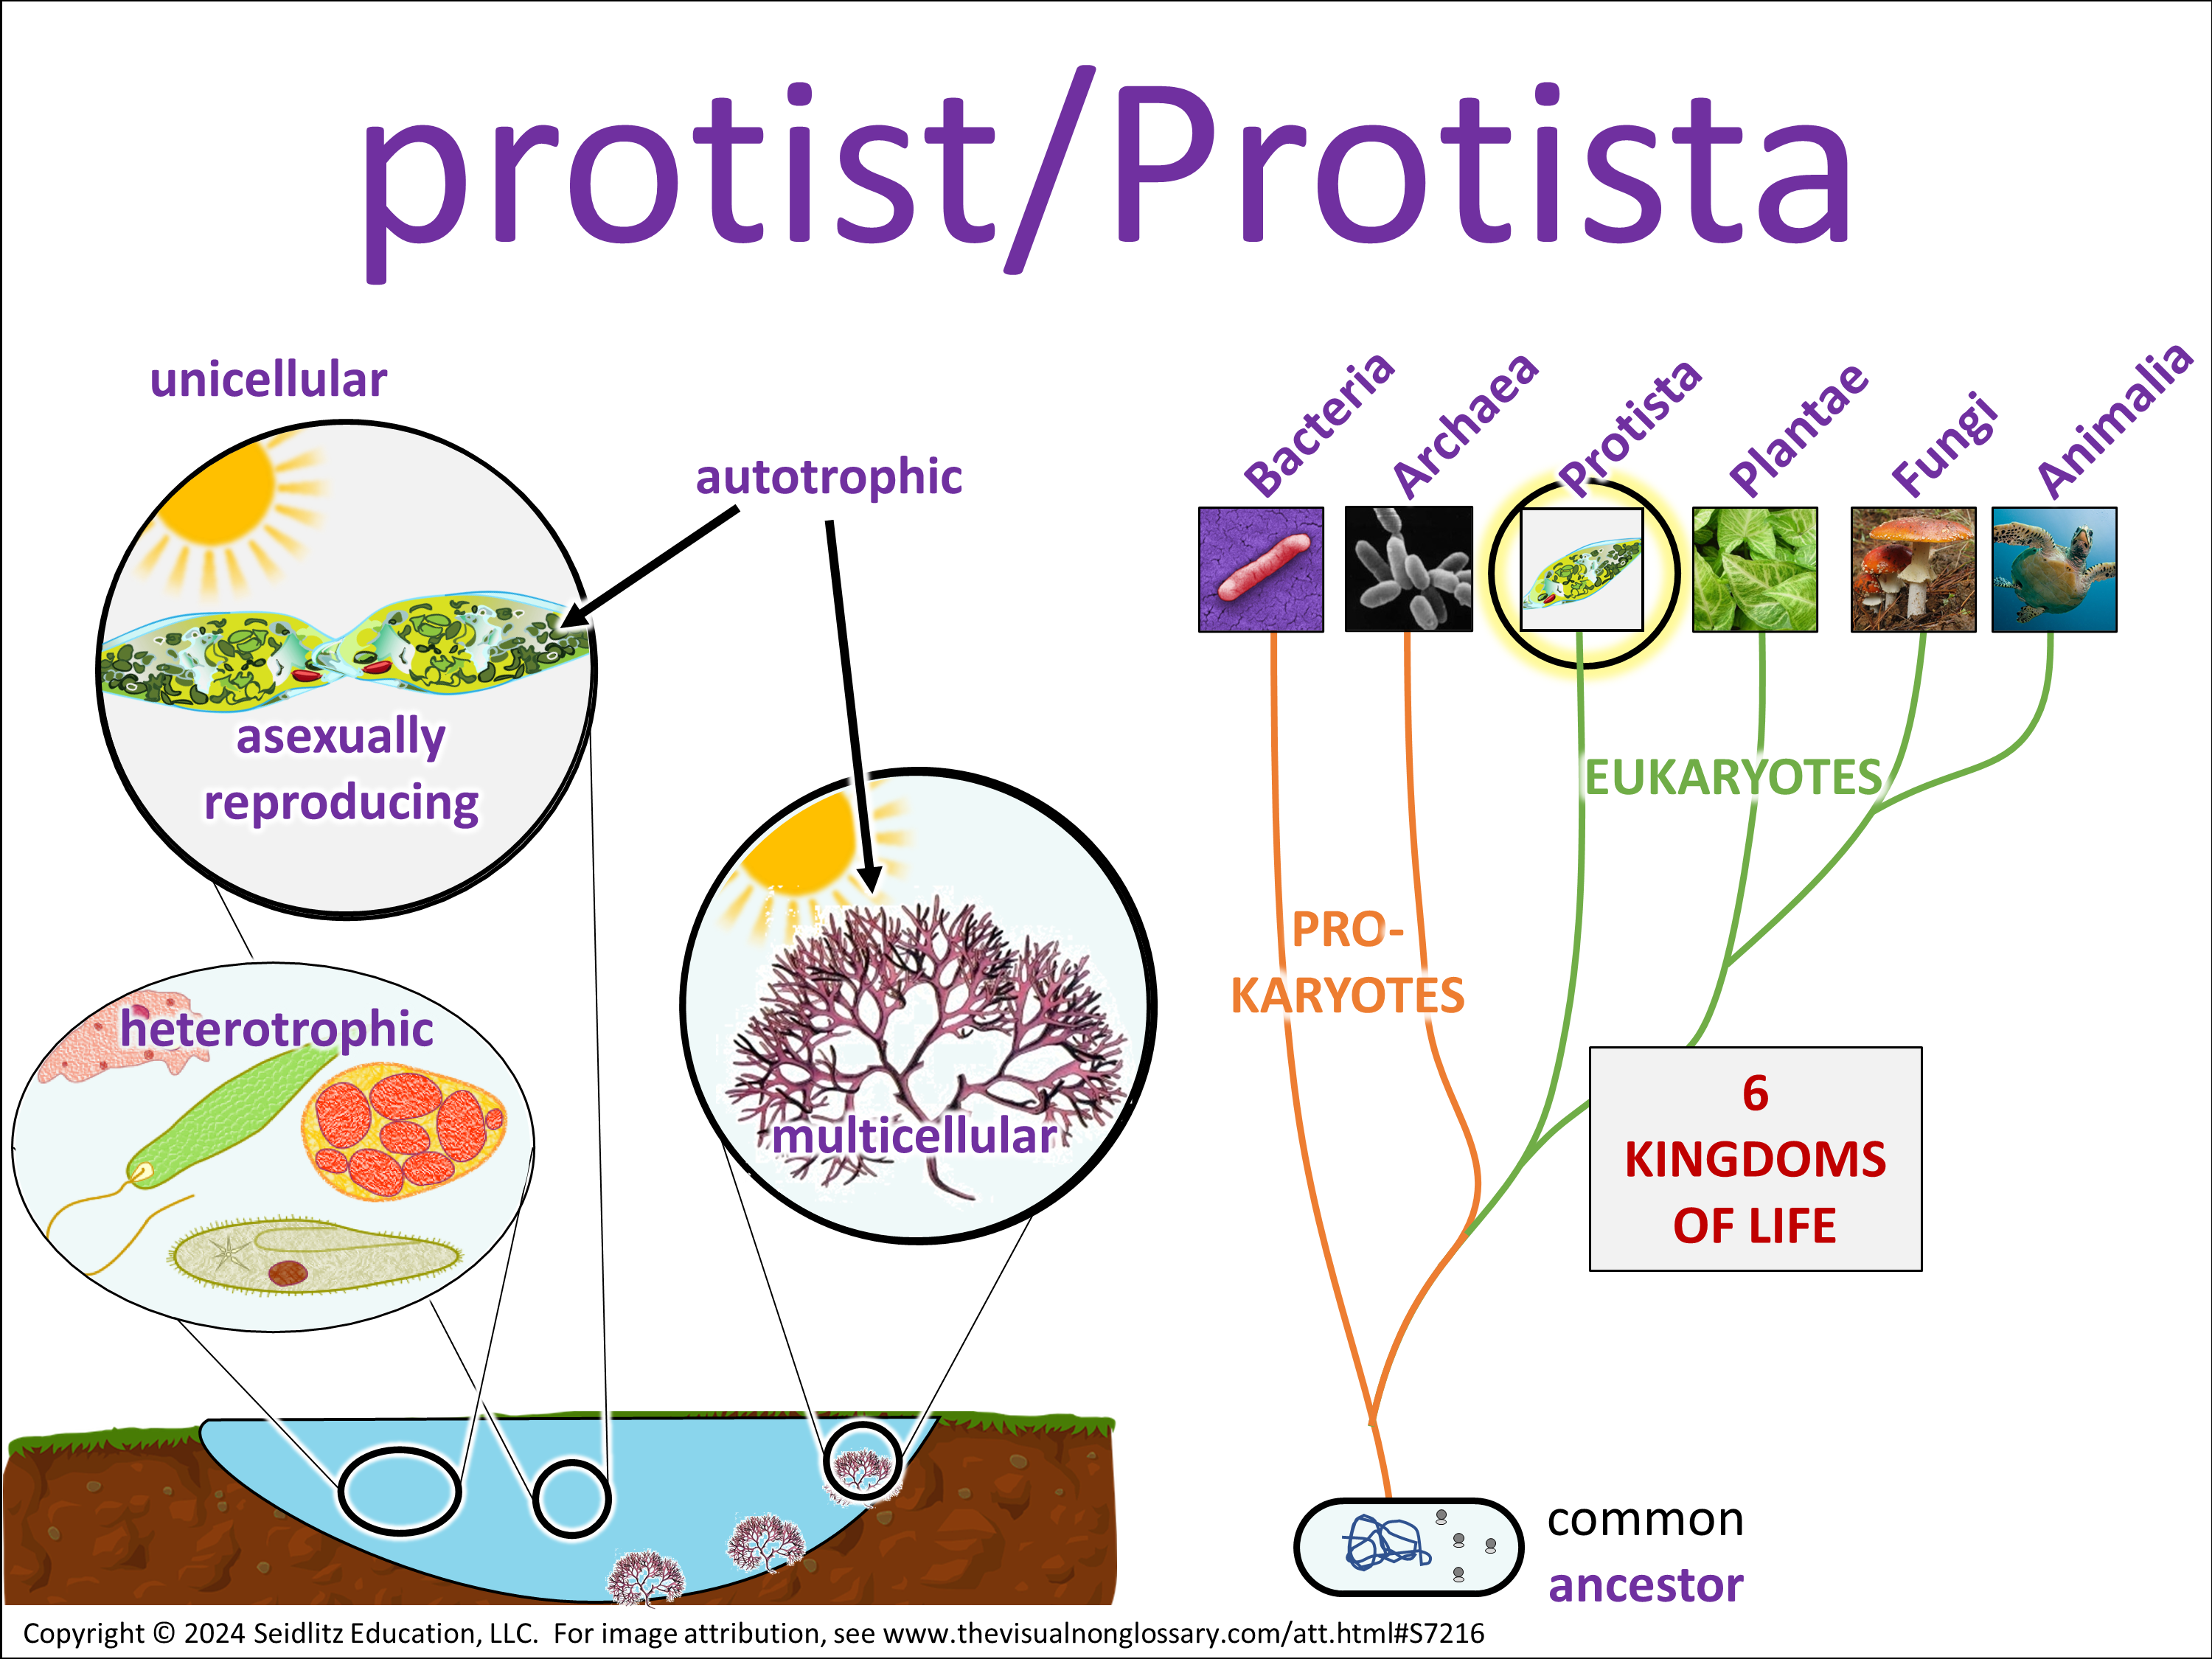 protist/Protista
unicellular
autotrophic
asexually
reproducing
heterotrophic
multicellular
Bacteria
Archaea
Protista
Plantae
Fungi
Animalia
EUKARYOTES
PRO-
KARYOTES
6
KINGDOMS
OF LIFE
common
ancestor
Copyright © 2024 Seidlitz Education, LLC.  For image attribution, see www.thevisualnonglossary.com/att.html#S7216